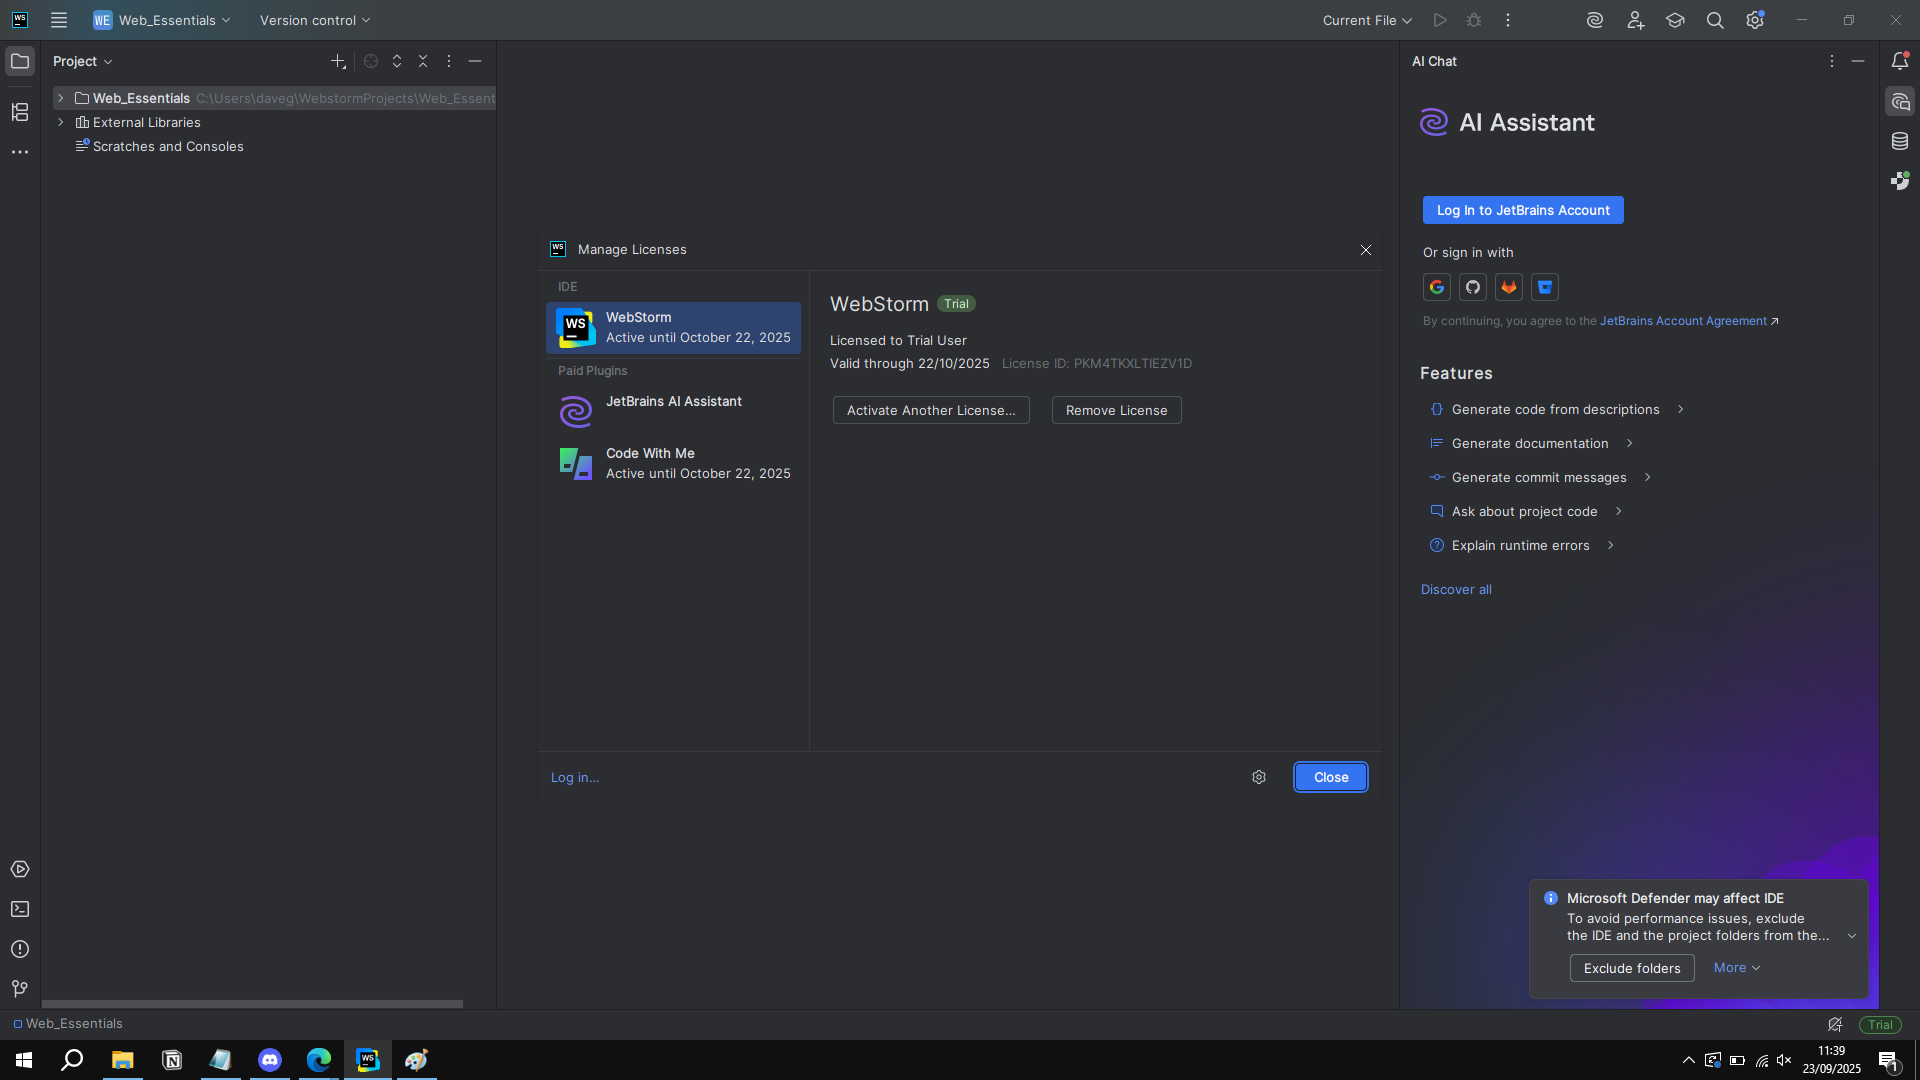 WS
WE Web_Essentials
Version control
Current File
Project
Web_Essentials C:\Users\daveg\WebstormProjects\Web_Essent
External Libraries
Scratches and Consoles
WS Manage Licenses
IDE
WS
WebStorm
Active until October 22, 2025
Paid Plugins
JetBrains AI Assistant
Code With Me
Active until October 22, 2025
WebStorm Trial
Licensed to Trial User
Valid through 22/10/2025 License ID: PKM4TKXLTIEZV1D
Activate Another License...
Remove License
Log in...
Close
AI Chat
AI Assistant
Log In to JetBrains Account
Or sign in with
By continuing, you agree to the JetBrains Account Agreement ↗
Features
Generate code from descriptions
Generate documentation
Generate commit messages
Ask about project code
Explain runtime errors
Discover all
Microsoft Defender may affect IDE
To avoid performance issues, exclude
the IDE and the project folders from the...
Exclude folders
More
Web_Essentials
Trial
WS
11:39
23/09/2025
1